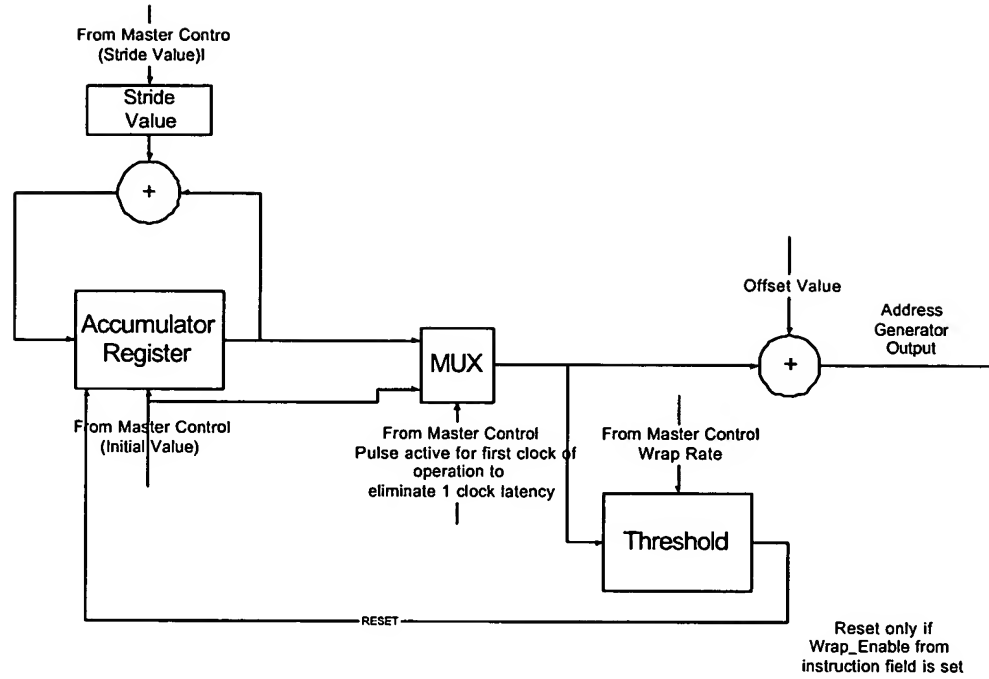 From Master Contro
(Stride Value)l
Stride
Value
+
Accumulator
Register
From Master Control
(Initial Value)
MUX
From Master Control
Pulse active for first clock of
operation to
eliminate 1 clock latency
Offset Value
+
Address
Generator
Output
From Master Control
Wrap Rate
Threshold
RESET
Reset only if
Wrap_Enable from
instruction field is set